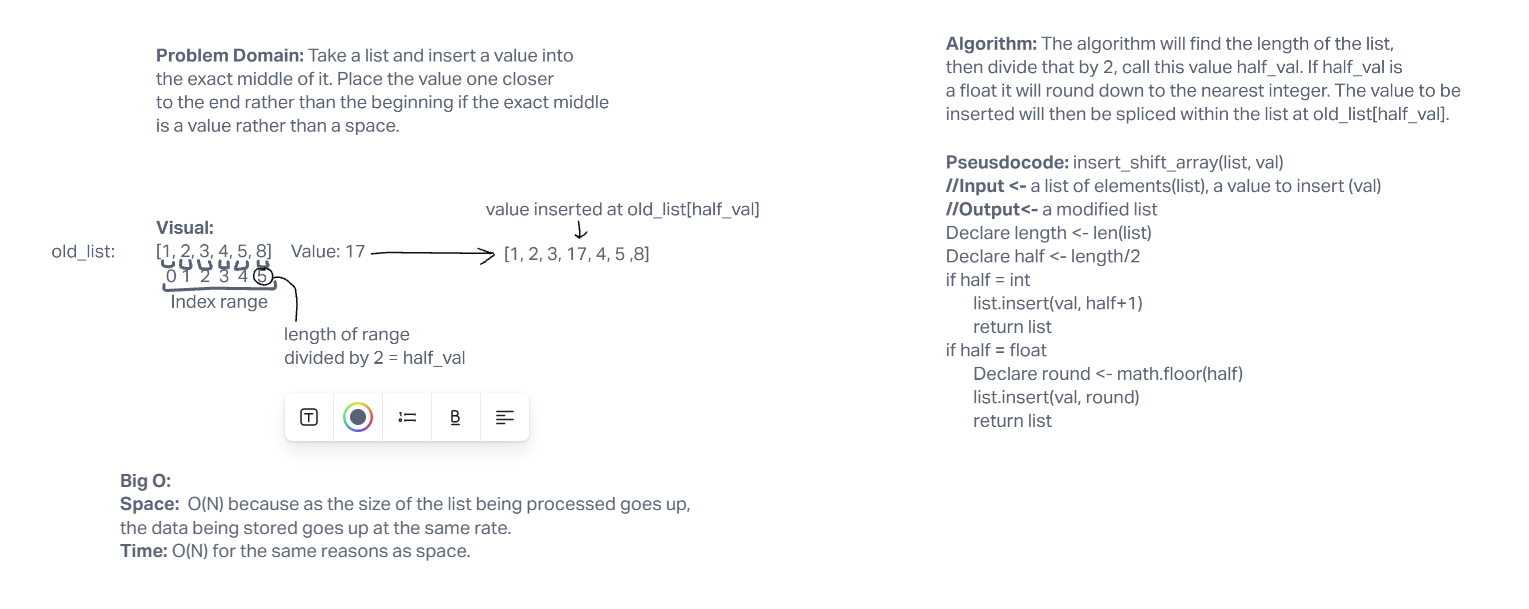 Problem Domain: Take a list and insert a value into
the exact middle of it. Place the value one closer
to the end rather than the beginning if the exact middle
is a value rather than a space.
Visual:
old_list:
[1, 2, 3, 4, 5, 8]
Value: 17
0 1 2 3 4 5
Index range
length of range
divided by 2 = half_val
value inserted at old_list[half_val]
[1, 2, 3, 17, 4, 5 ,8]
T
B
Big O:
Space: O(N) because as the size of the list being processed goes up,
the data being stored goes up at the same rate.
Time: O(N) for the same reasons as space.
Algorithm: The algorithm will find the length of the list,
then divide that by 2, call this value half_val. If half_val is
a float it will round down to the nearest integer. The value to be
inserted will then be spliced within the list at old_list[half_val].
Pseusdocode: insert_shift_array(list, val)
//Input <- a list of elements(list), a value to insert (val)
//Output<- a modified list
Declare length <- len(list)
Declare half <- length/2
if half = int
list.insert(val, half+1)
return list
if half = float
Declare round <- math.floor(half)
list.insert(val, round)
return list